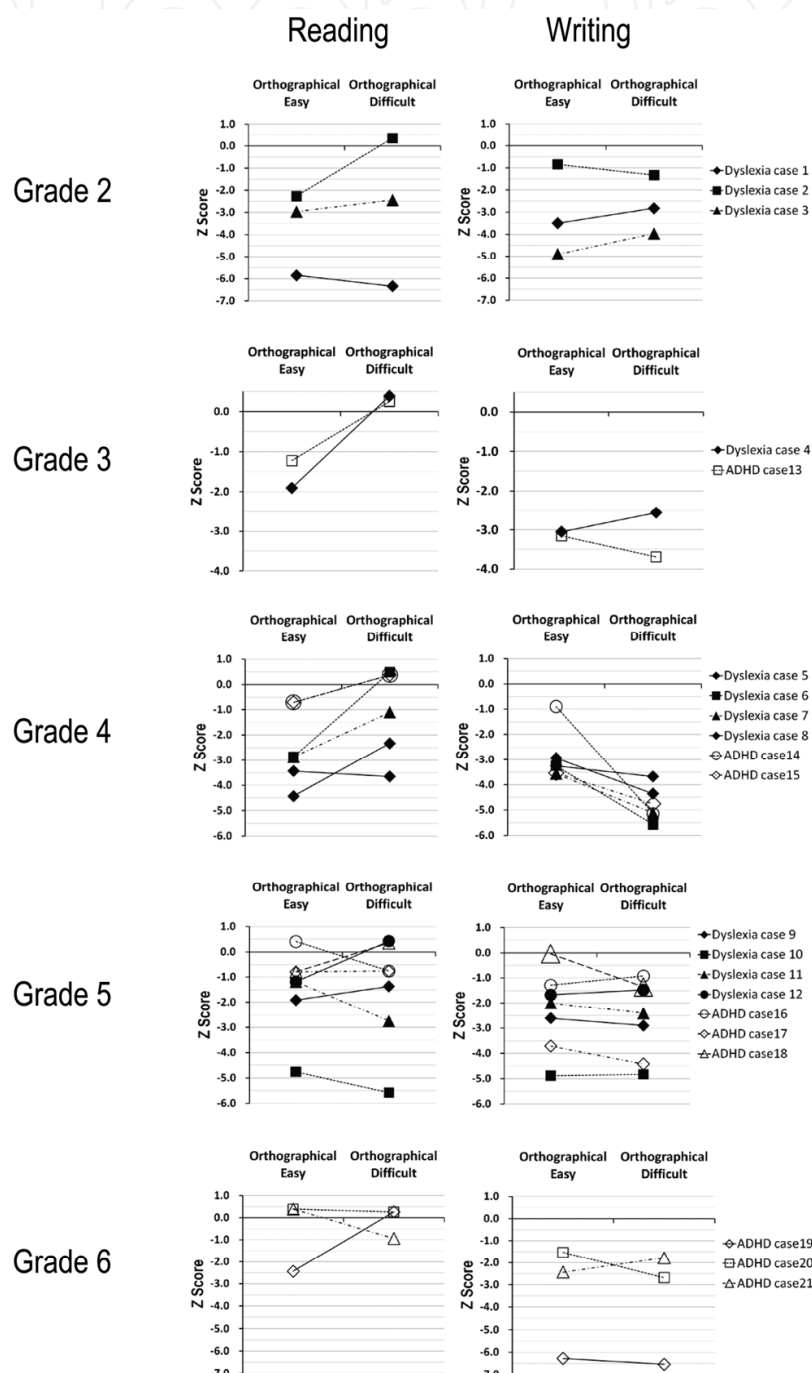 Reading Writing
Grade 2
Orthographical Orthographical
Easy Difficult
Z Score
1.0
0.0
-1.0
-2.0
-3.0
-4.0
-5.0
-6.0
-7.0
Orthographical Orthographical
Easy Difficult
Z Score
1.0
0.0
-1.0
-2.0
-3.0
-4.0
-5.0
-6.0
-7.0
Dyslexia case 1
Dyslexia case 2
Dyslexia case 3
Grade 3
Orthographical Orthographical
Easy Difficult
Z Score
0.0
-1.0
-2.0
-3.0
-4.0
Orthographical Orthographical
Easy Difficult
Z Score
0.0
-1.0
-2.0
-3.0
-4.0
Dyslexia case 4
ADHD case13
Grade 4
Orthographical Orthographical
Easy Difficult
Z Score
1.0
0.0
-1.0
-2.0
-3.0
-4.0
-5.0
-6.0
Orthographical Orthographical
Easy Difficult
Z Score
1.0
0.0
-1.0
-2.0
-3.0
-4.0
-5.0
-6.0
Dyslexia case 5
Dyslexia case 6
Dyslexia case 7
Dyslexia case 8
ADHD case14
ADHD case15
Grade 5
Orthographical Orthographical
Easy Difficult
Z Score
1.0
0.0
-1.0
-2.0
-3.0
-4.0
-5.0
-6.0
Orthographical Orthographical
Easy Difficult
Z Score
1.0
0.0
-1.0
-2.0
-3.0
-4.0
-5.0
-6.0
Dyslexia case 9
Dyslexia case 10
Dyslexia case 11
Dyslexia case 12
ADHD case16
ADHD case17
ADHD case18
Grade 6
Orthographical Orthographical
Easy Difficult
Z Score
1.0
0.0
-1.0
-2.0
-3.0
-4.0
-5.0
-6.0
Orthographical Orthographical
Easy Difficult
Z Score
1.0
0.0
-1.0
-2.0
-3.0
-4.0
-5.0
-6.0
ADHD case19
ADHD case20
ADHD case21